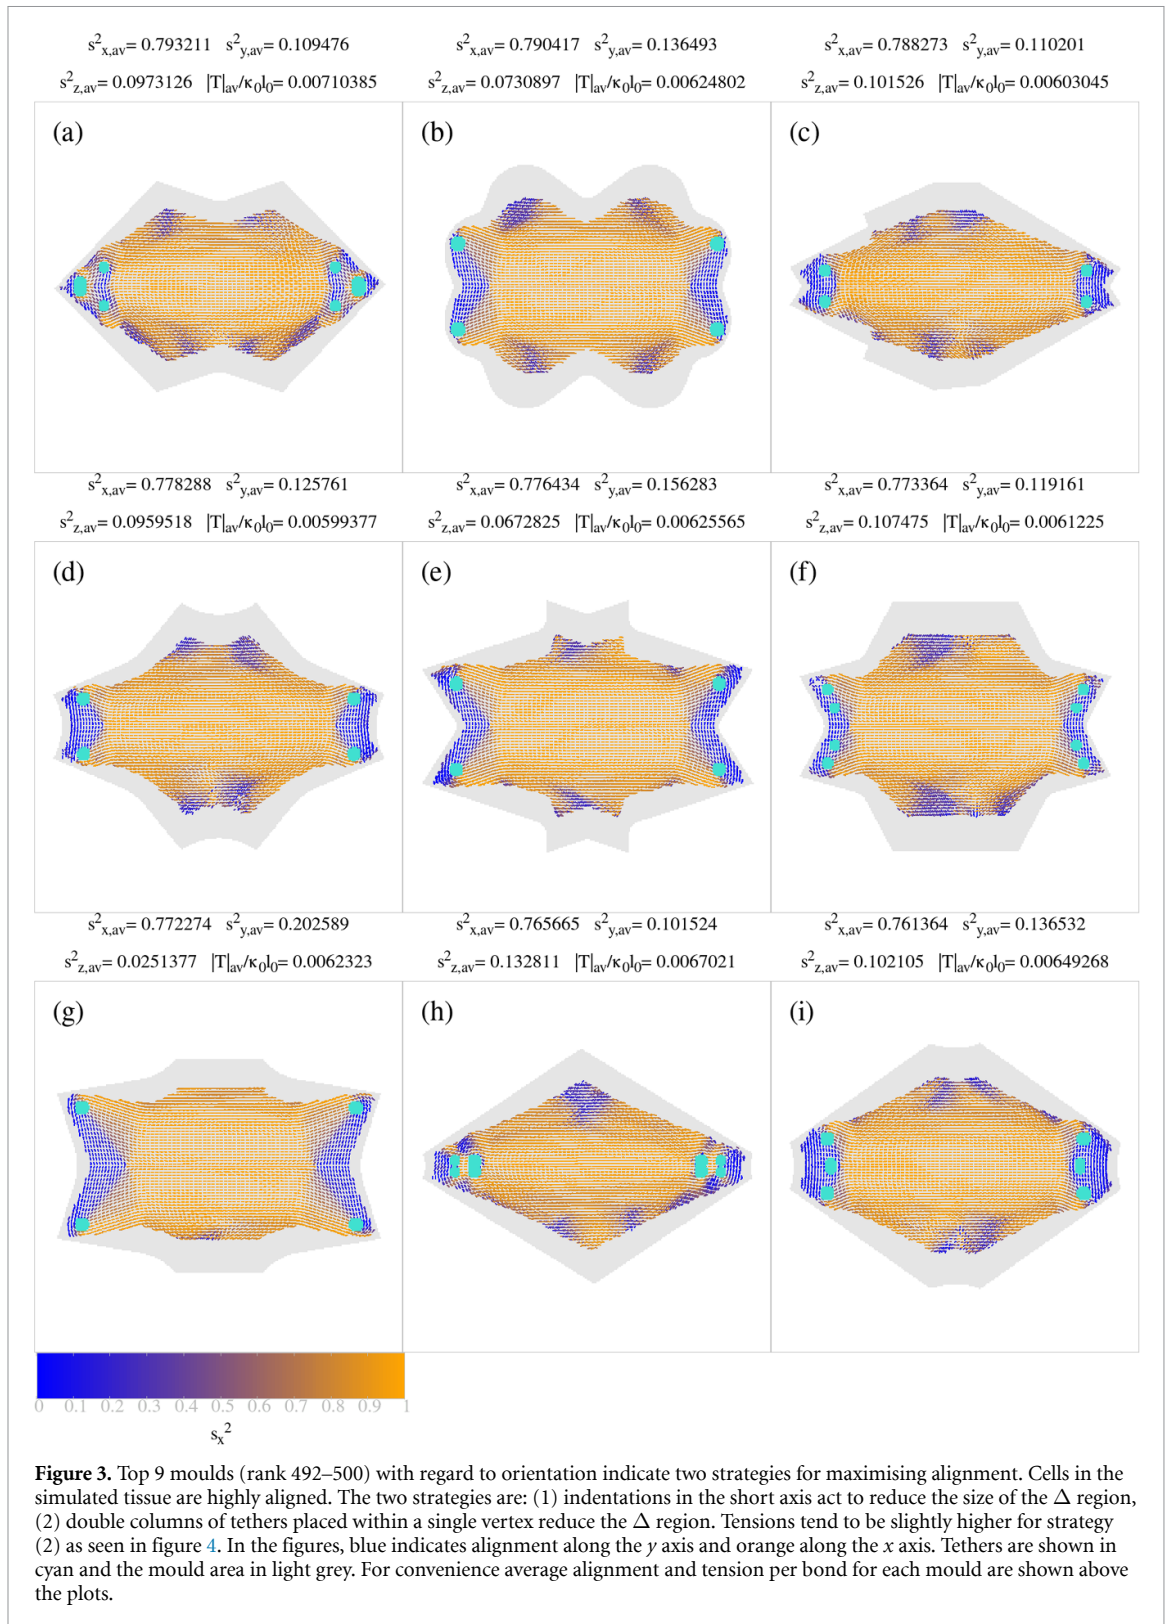 s²x,av= 0.793211 s²y,av= 0.109476
s²z,av= 0.0973126 |T|av/κ0l0= 0.00710385
s²x,av= 0.790417 s²y,av= 0.136493
s²z,av= 0.0730897 |T|av/κ0l0= 0.00624802
s²x,av= 0.788273 s²y,av= 0.110201
s²z,av= 0.101526 |T|av/κ0l0= 0.00603045
(a)
(b)
(c)
s²x,av= 0.778288 s²y,av= 0.125761
s²z,av= 0.0959518 |T|av/κ0l0= 0.00599377
s²x,av= 0.776434 s²y,av= 0.156283
s²z,av= 0.0672825 |T|av/κ0l0= 0.00625565
s²x,av= 0.773364 s²y,av= 0.119161
s²z,av= 0.107475 |T|av/κ0l0= 0.0061225
(d)
(e)
(f)
s²x,av= 0.772274 s²y,av= 0.202589
s²z,av= 0.0251377 |T|av/κ0l0= 0.0062323
s²x,av= 0.765665 s²y,av= 0.101524
s²z,av= 0.132811 |T|av/κ0l0= 0.0067021
s²x,av= 0.761364 s²y,av= 0.136532
s²z,av= 0.102105 |T|av/κ0l0= 0.00649268
(g)
(h)
(i)
0 0.1 0.2 0.3 0.4 0.5 0.6 0.7 0.8 0.9 1
sx²
Figure 3. Top 9 moulds (rank 492–500) with regard to orientation indicate two strategies for maximising alignment. Cells in the
simulated tissue are highly aligned. The two strategies are: (1) indentations in the short axis act to reduce the size of the Δ region,
(2) double columns of tethers placed within a single vertex reduce the Δ region. Tensions tend to be slightly higher for strategy
(2) as seen in figure 4. In the figures, blue indicates alignment along the y axis and orange along the x axis. Tethers are shown in
cyan and the mould area in light grey. For convenience average alignment and tension per bond for each mould are shown above
the plots.